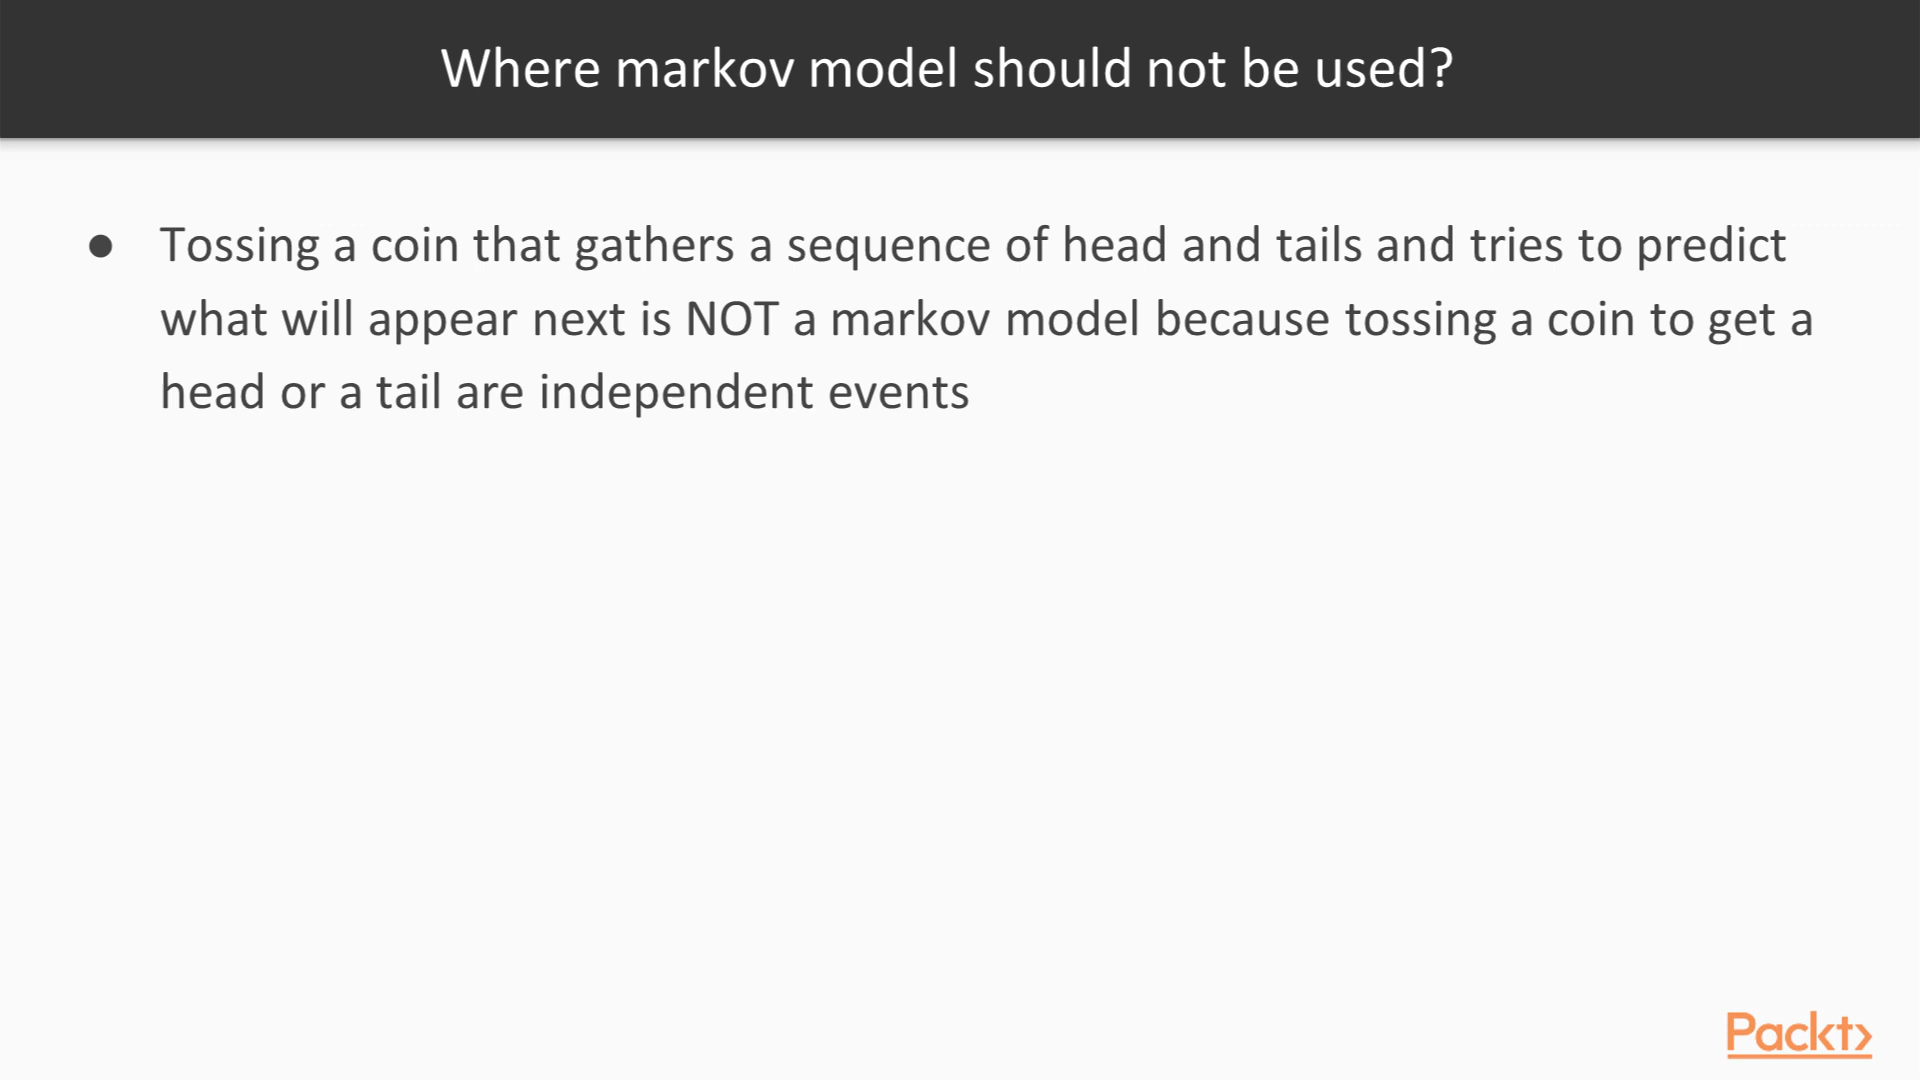 Where markov model should not be used?
● Tossing a coin that gathers a sequence of head and tails and tries to predict
what will appear next is NOT a markov model because tossing a coin to get a
head or a tail are independent events
Packt>